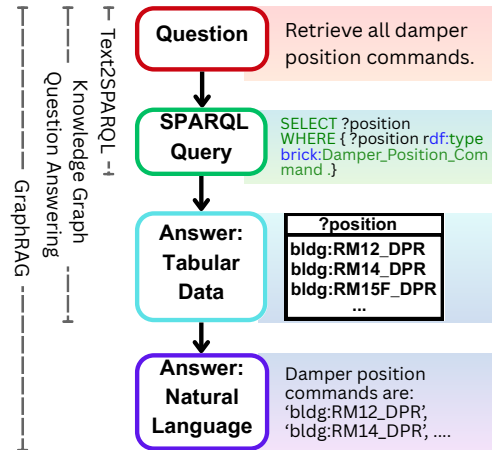 Text2SPARQL
Knowledge Graph
Question Answering
GraphRAG
Question
Retrieve all damper
position commands.
SPARQL
Query
SELECT ?position
WHERE { ?position rdf:type
brick:Damper_Position_Com
mand .}
Answer:
Tabular
Data
?position
bldg:RM12_DPR
bldg:RM14_DPR
bldg:RM15F_DPR
...
Answer:
Natural
Language
Damper position
commands are:
‘bldg:RM12_DPR’,
‘bldg:RM14_DPR’, ....